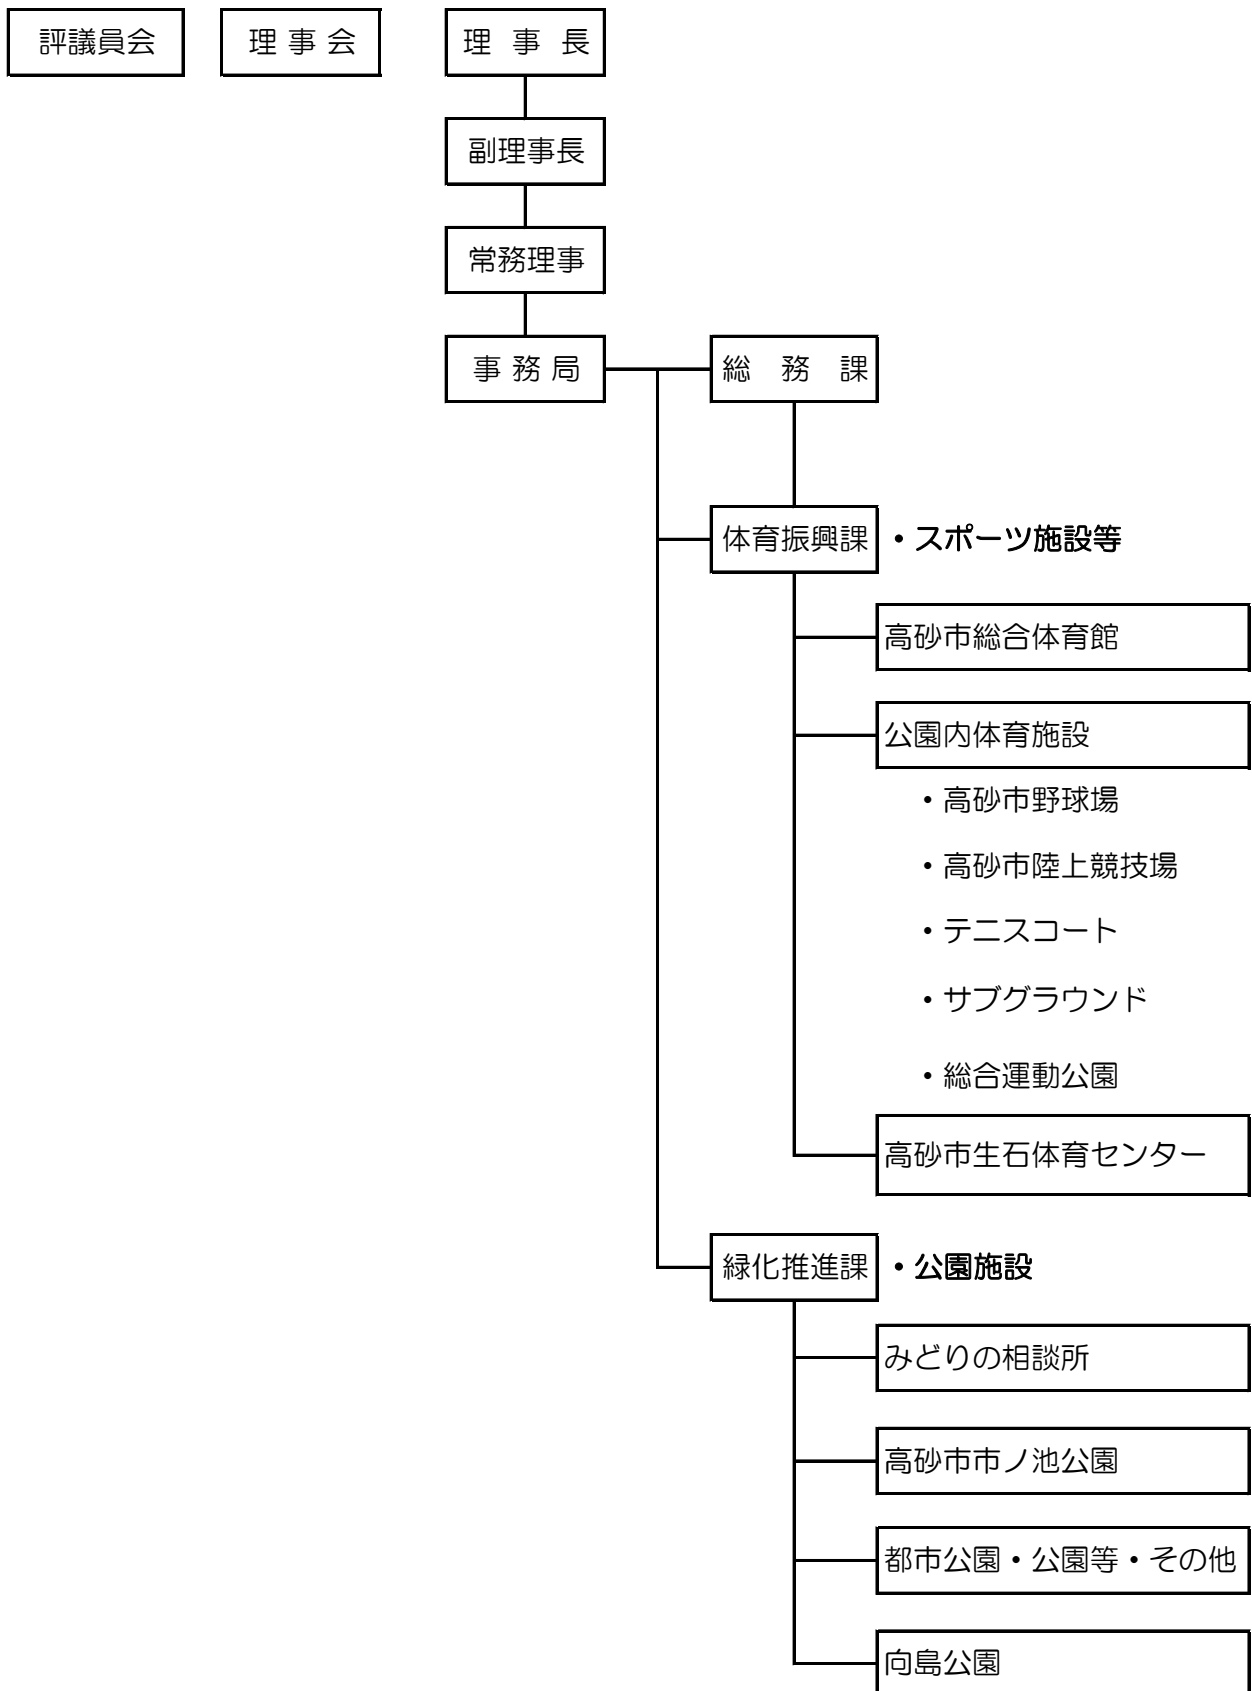 評議員会 理事会 理事長
副理事長
常務理事
事務局 総務課
体育振興課 ・スポーツ施設等
高砂市総合体育館
公園内体育施設
・高砂市野球場
・高砂市陸上競技場
・テニスコート
・サブグラウンド
・総合運動公園
高砂市生石体育センター
緑化推進課 ・公園施設
みどりの相談所
高砂市市ノ池公園
都市公園・公園等・その他
向島公園